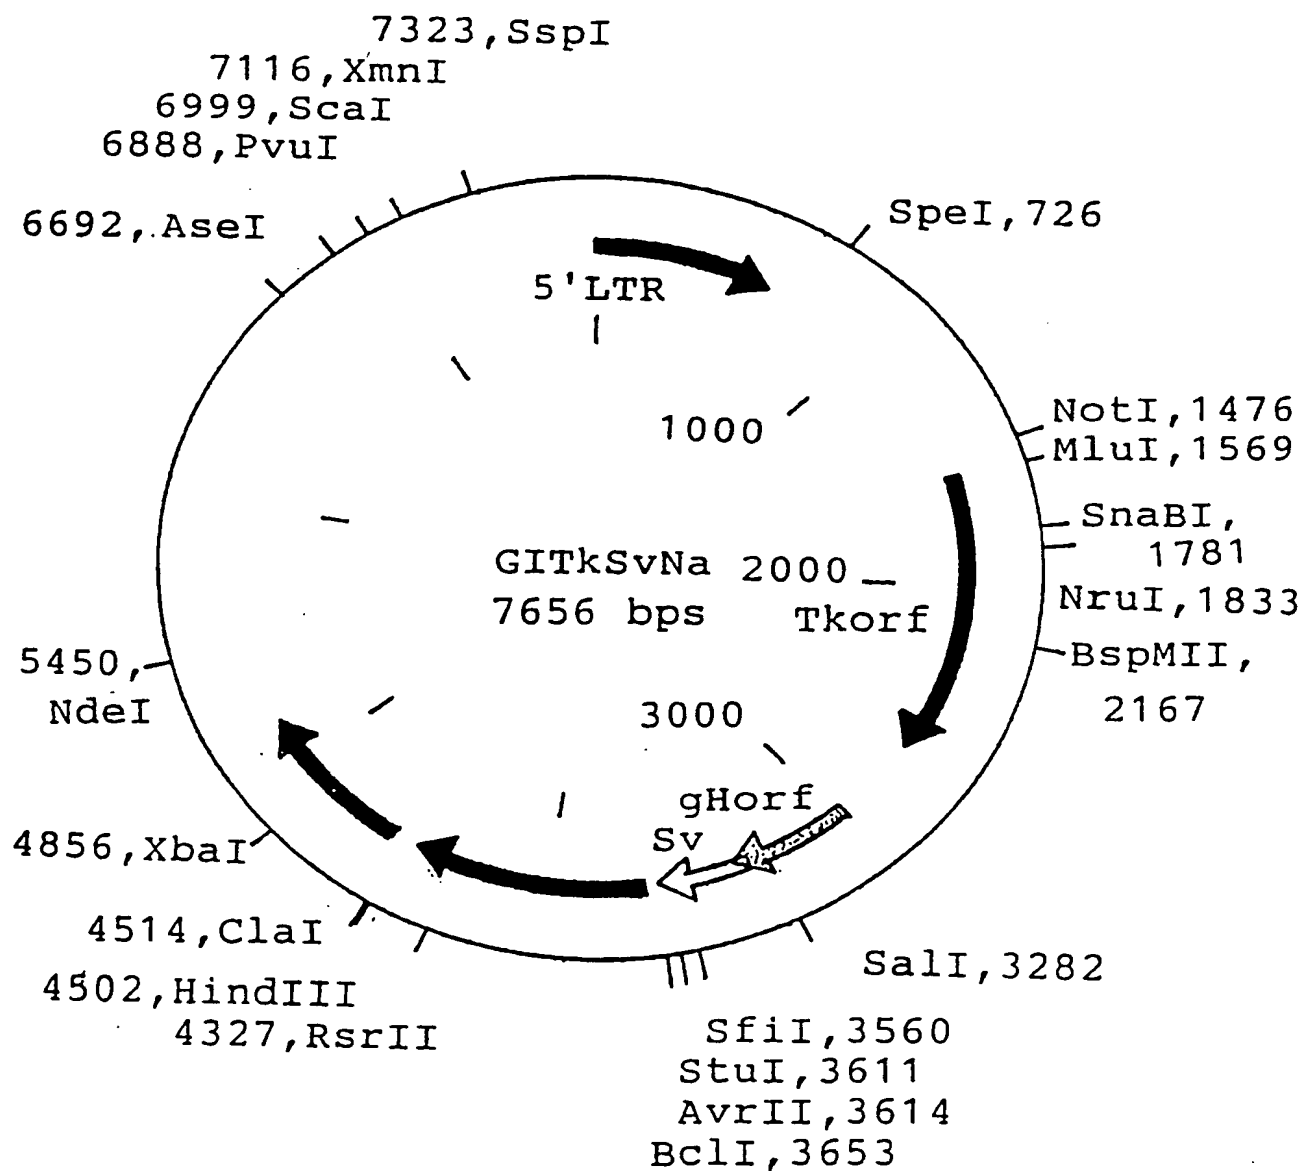 7323,SspI
7116,XmnI
6999,ScaI
6888,PvuI
6692,AseI
SpeI,726
5'LTR
1000
NotI,1476
MluI,1569
SnaBI,
1781
GITkSvNa
7656 bps
2000
Tkorf
NruI,1833
BspMII,
2167
5450,
NdeI
3000
gHorf
Sv
4856,XbaI
4514,ClaI
4502,HindIII
4327,RsrII
SalI,3282
SfiI,3560
StuI,3611
AvrII,3614
BclI,3653